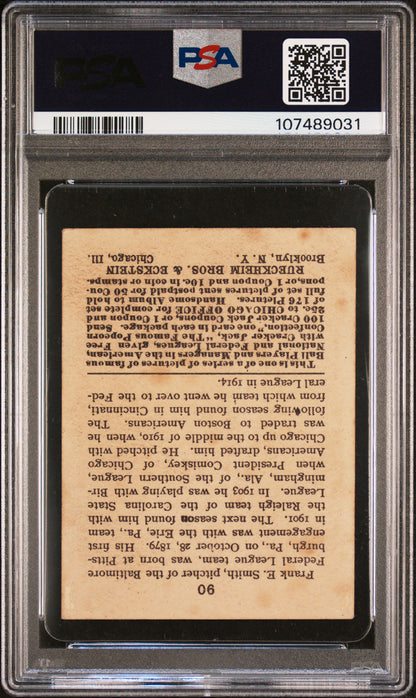 PSA
PSA
107489031
90
Frank E. Smith, pitcher of the Baltimore
Federal League team, was born at Pitts-
burgh, Pa., on October 28, 1879. His first
engagement was with the Erie, Pa., team
in 1901. The next season found him with
the Raleigh team of the Carolina State
League. In 1903 he was playing with Bir-
mingham, Ala., of the Southern League,
when President Comiskey, of Chicago
Americans, drafted him. He pitched with
Chicago up to the middle of 1910, when he
was traded to Boston Americans. The
following season found him in Cincinnati,
from which team he went over to the Fed-
eral League in 1914.
This is one of a series of pictures of famous
Ball Players and Managers in the American,
National and Federal Leagues, given Free
with Cracker Jack, "The Famous Popcorn
Confection," one card in each package. Send
100 Cracker Jack Coupons, or 1 Coupon and
25c. to CHICAGO OFFICE for complete set
of 176 Pictures. Handsome Album to hold
full set of pictures sent postpaid for 50 Cou-
pons, or 1 Coupon and 10c. in coin or stamps.
RUECKHEIM BROS. & ECKSTEIN
Brooklyn, N. Y. Chicago, Ill.